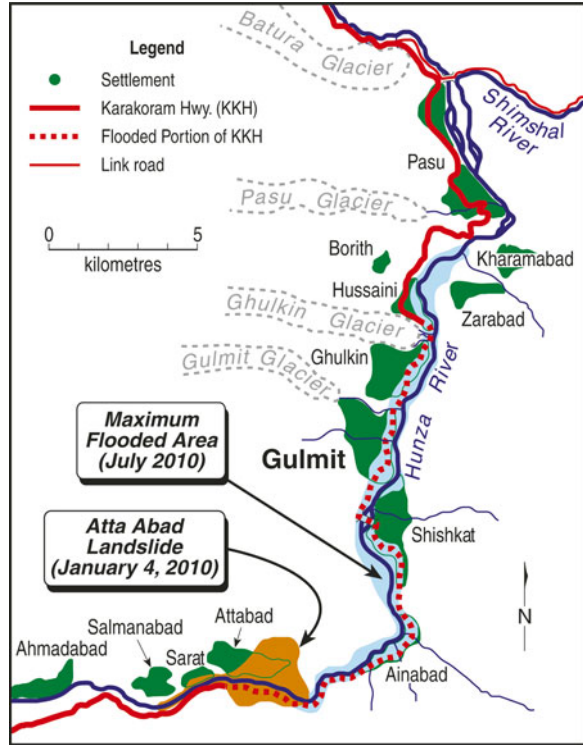 Legend
Settlement
Karakoram Hwy. (KKH)
Flooded Portion of KKH
Link road
0 5
kilometres
Batura Glacier
Shimshal
River
Pasu
Pasu Glacier
Borith
Kharamabad
Hussaini
Zarabad
Ghulkin Glacier
Ghulkin
Gulmit Glacier
Hunza River
Maximum
Flooded Area
(July 2010)
Gulmit
Shishkat
Atta Abad
Landslide
(January 4, 2010)
N
Attabad
Salmanabad
Sarat
Ahmadabad
Ainabad